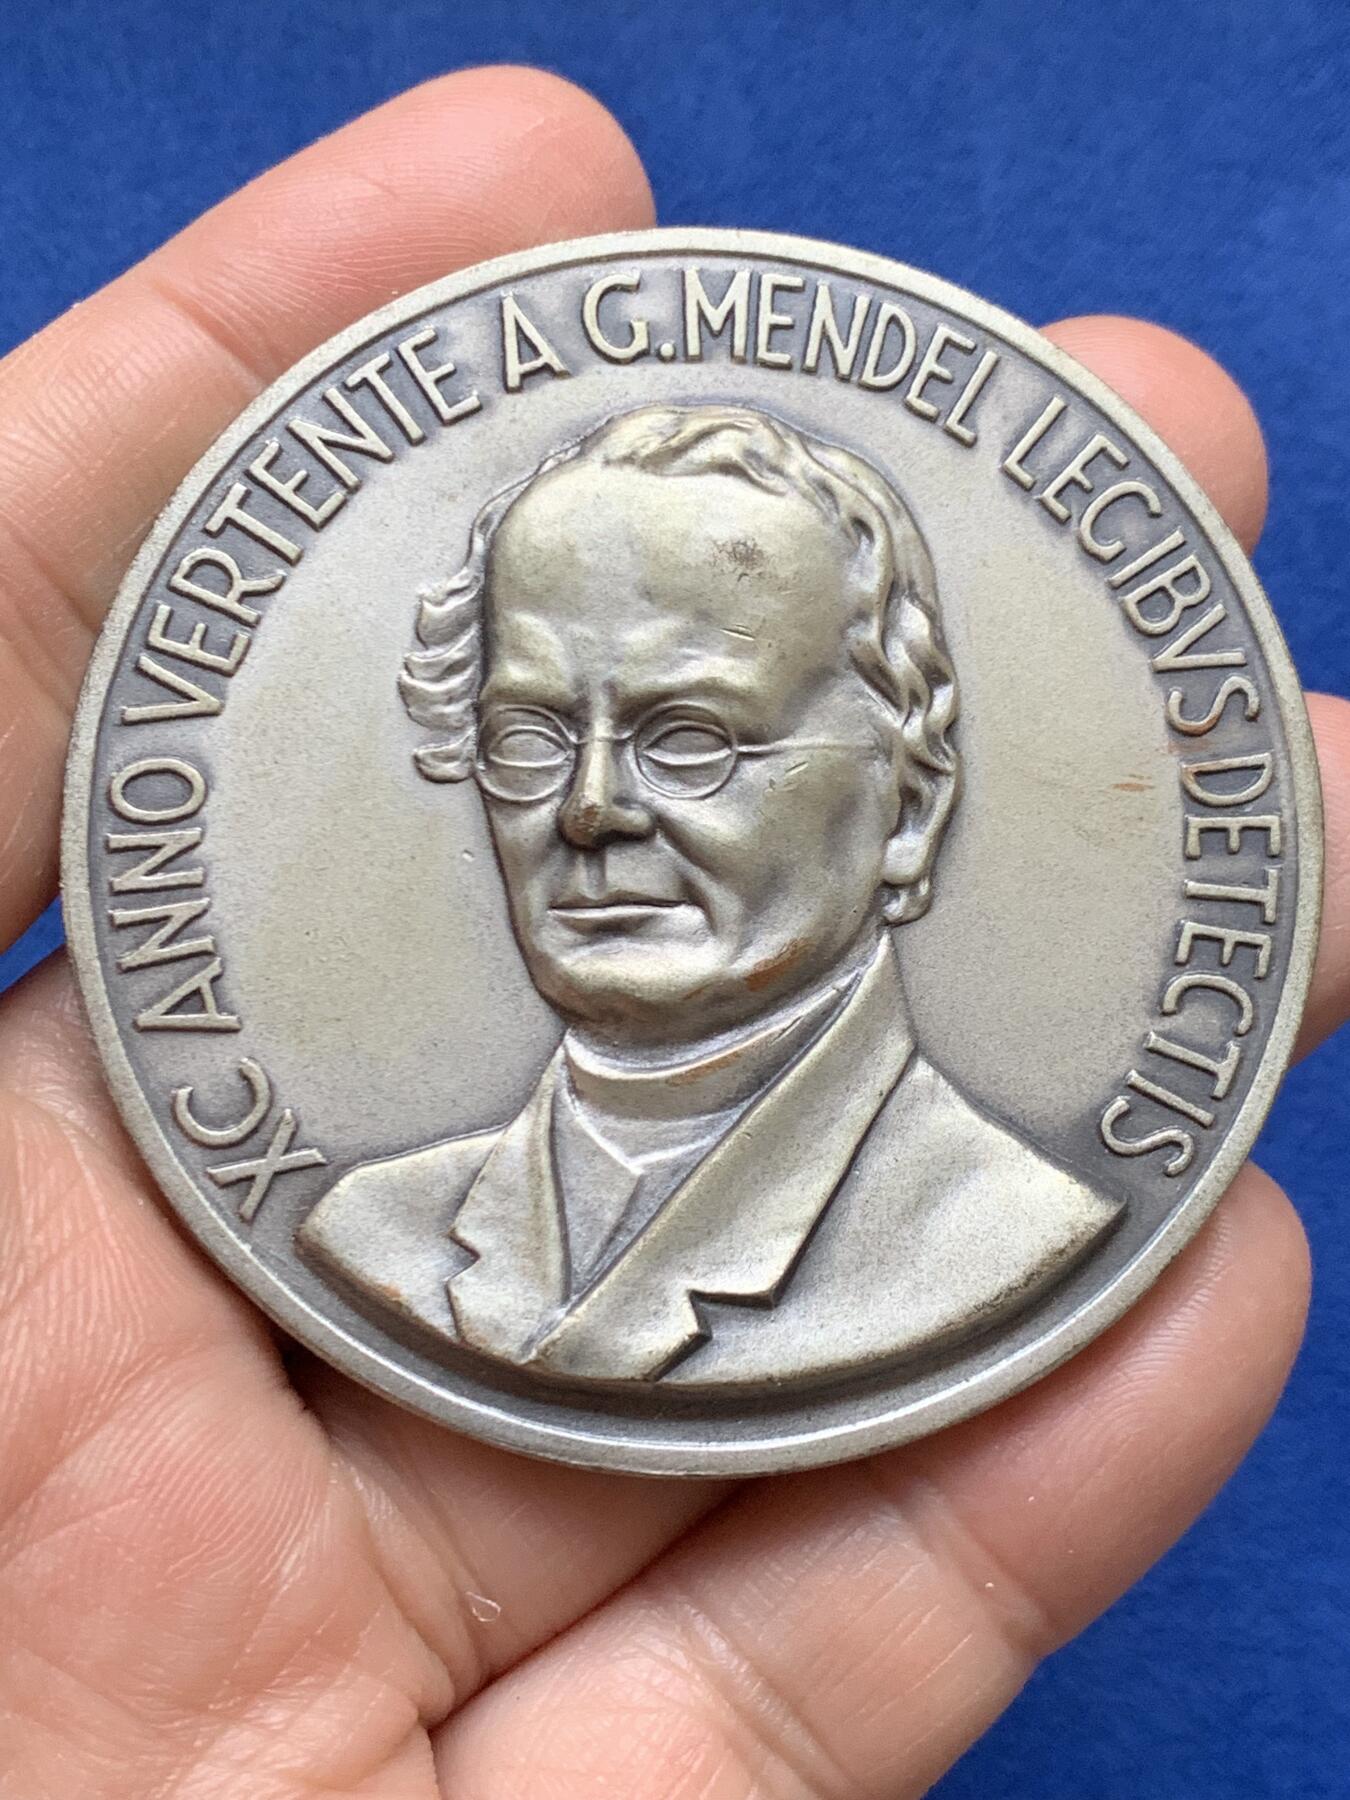 XC ANNO VERTENTE A G.MENDEL LEGIBVS DETECTIS